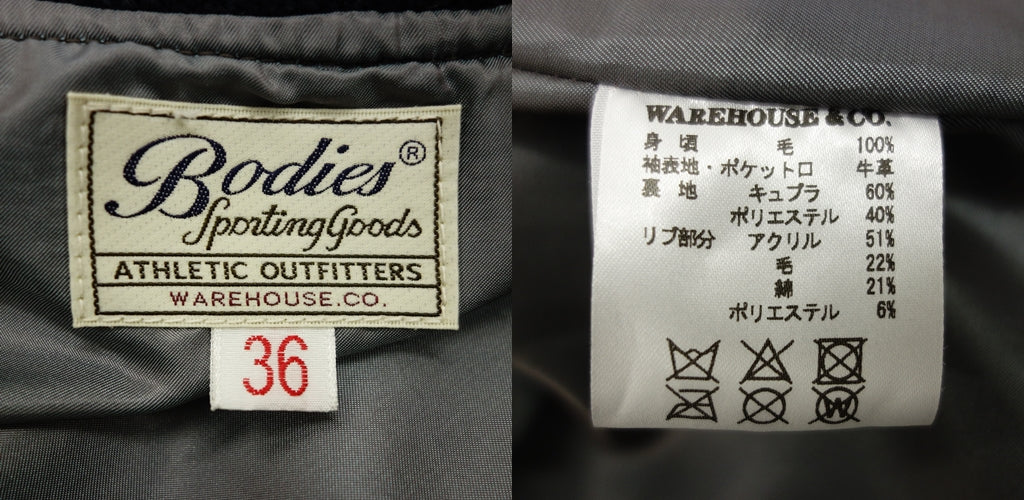 Bodies®
Sporting Goods
ATHLETIC OUTFITTERS
WAREHOUSE.CO.
36
WAREHOUSE & CO.
身 頃 毛 100%
袖表地・ポケット口 牛革
裏 地 キュプラ 60%
ポリエステル 40%
リブ部分 アクリル 51%
毛 22%
綿 21%
ポリエステル 6%
W